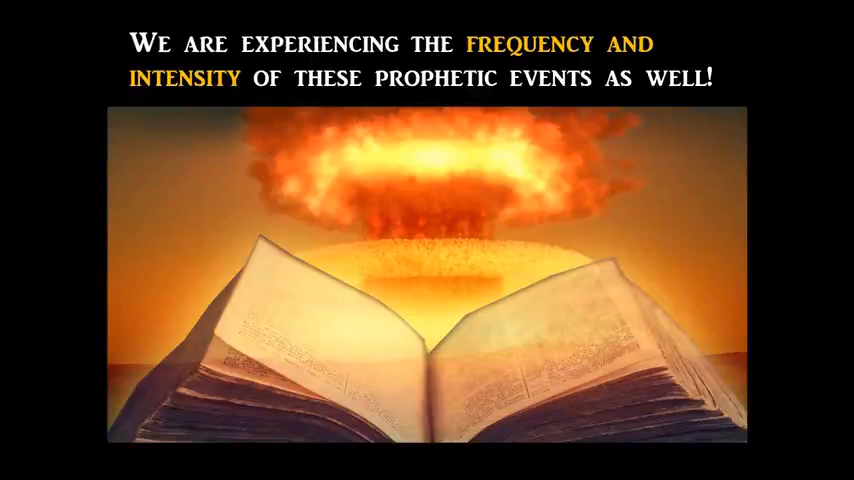 We are experiencing the frequency and
intensity of these prophetic events as well!